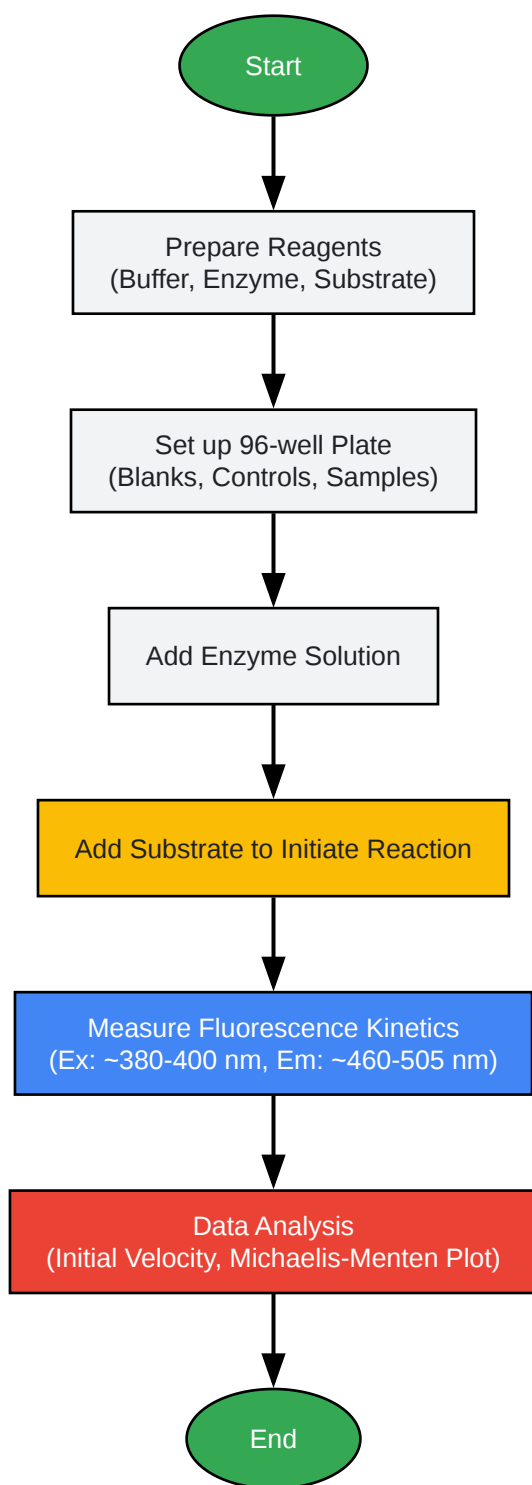 Start
Prepare Reagents
(Buffer, Enzyme, Substrate)
Set up 96-well Plate
(Blanks, Controls, Samples)
Add Enzyme Solution
Add Substrate to Initiate Reaction
Measure Fluorescence Kinetics
(Ex: ~380-400 nm, Em: ~460-505 nm)
Data Analysis
(Initial Velocity, Michaelis-Menten Plot)
End